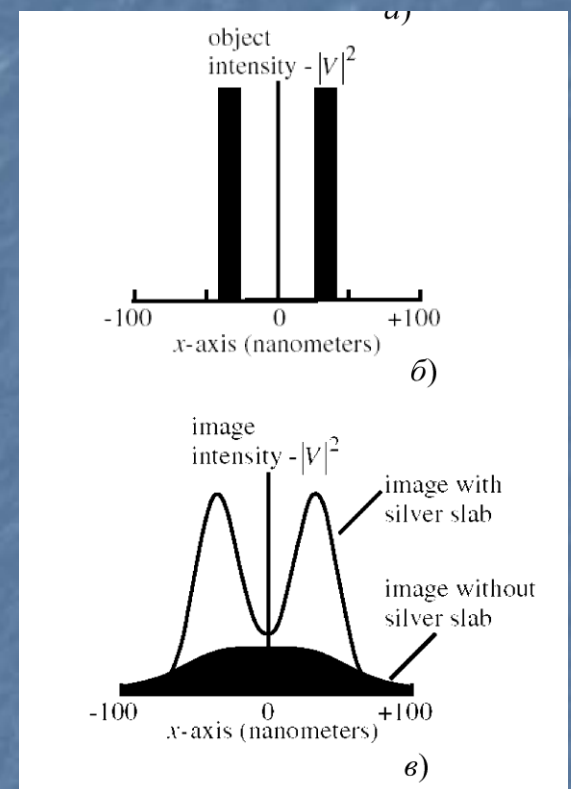 а)
object
intensity - |V|²
-100 0 +100
x-axis (nanometers)
б)
image
intensity - |V|²
image with
silver slab
image without
silver slab
-100 0 +100
x-axis (nanometers)
в)